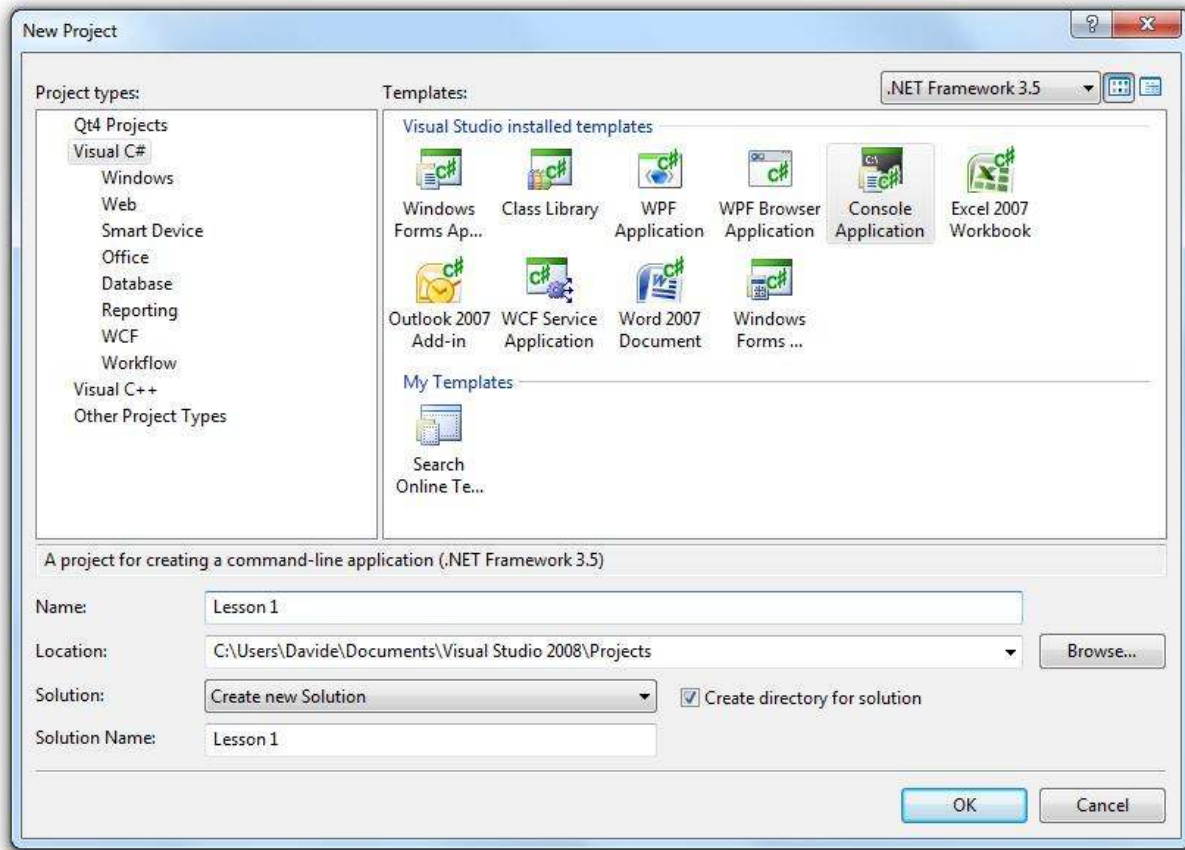 New Project
Project types:
Templates:
.NET Framework 3.5
Qt4 Projects
Visual C#
Windows
Web
Smart Device
Office
Database
Reporting
WCF
Workflow
Visual C++
Other Project Types
Visual Studio installed templates
Windows
Forms Ap...
Class Library
WPF
Application
WPF Browser
Application
Console
Application
Excel 2007
Workbook
Outlook 2007
Add-in
WCF Service
Application
Word 2007
Document
Windows
Forms ...
My Templates
Search
Online Te...
A project for creating a command-line application (.NET Framework 3.5)
Name:
Lesson 1
Location:
C:\Users\Davide\Documents\Visual Studio 2008\Projects
Browse...
Solution:
Create new Solution
Create directory for solution
Solution Name:
Lesson 1
OK
Cancel